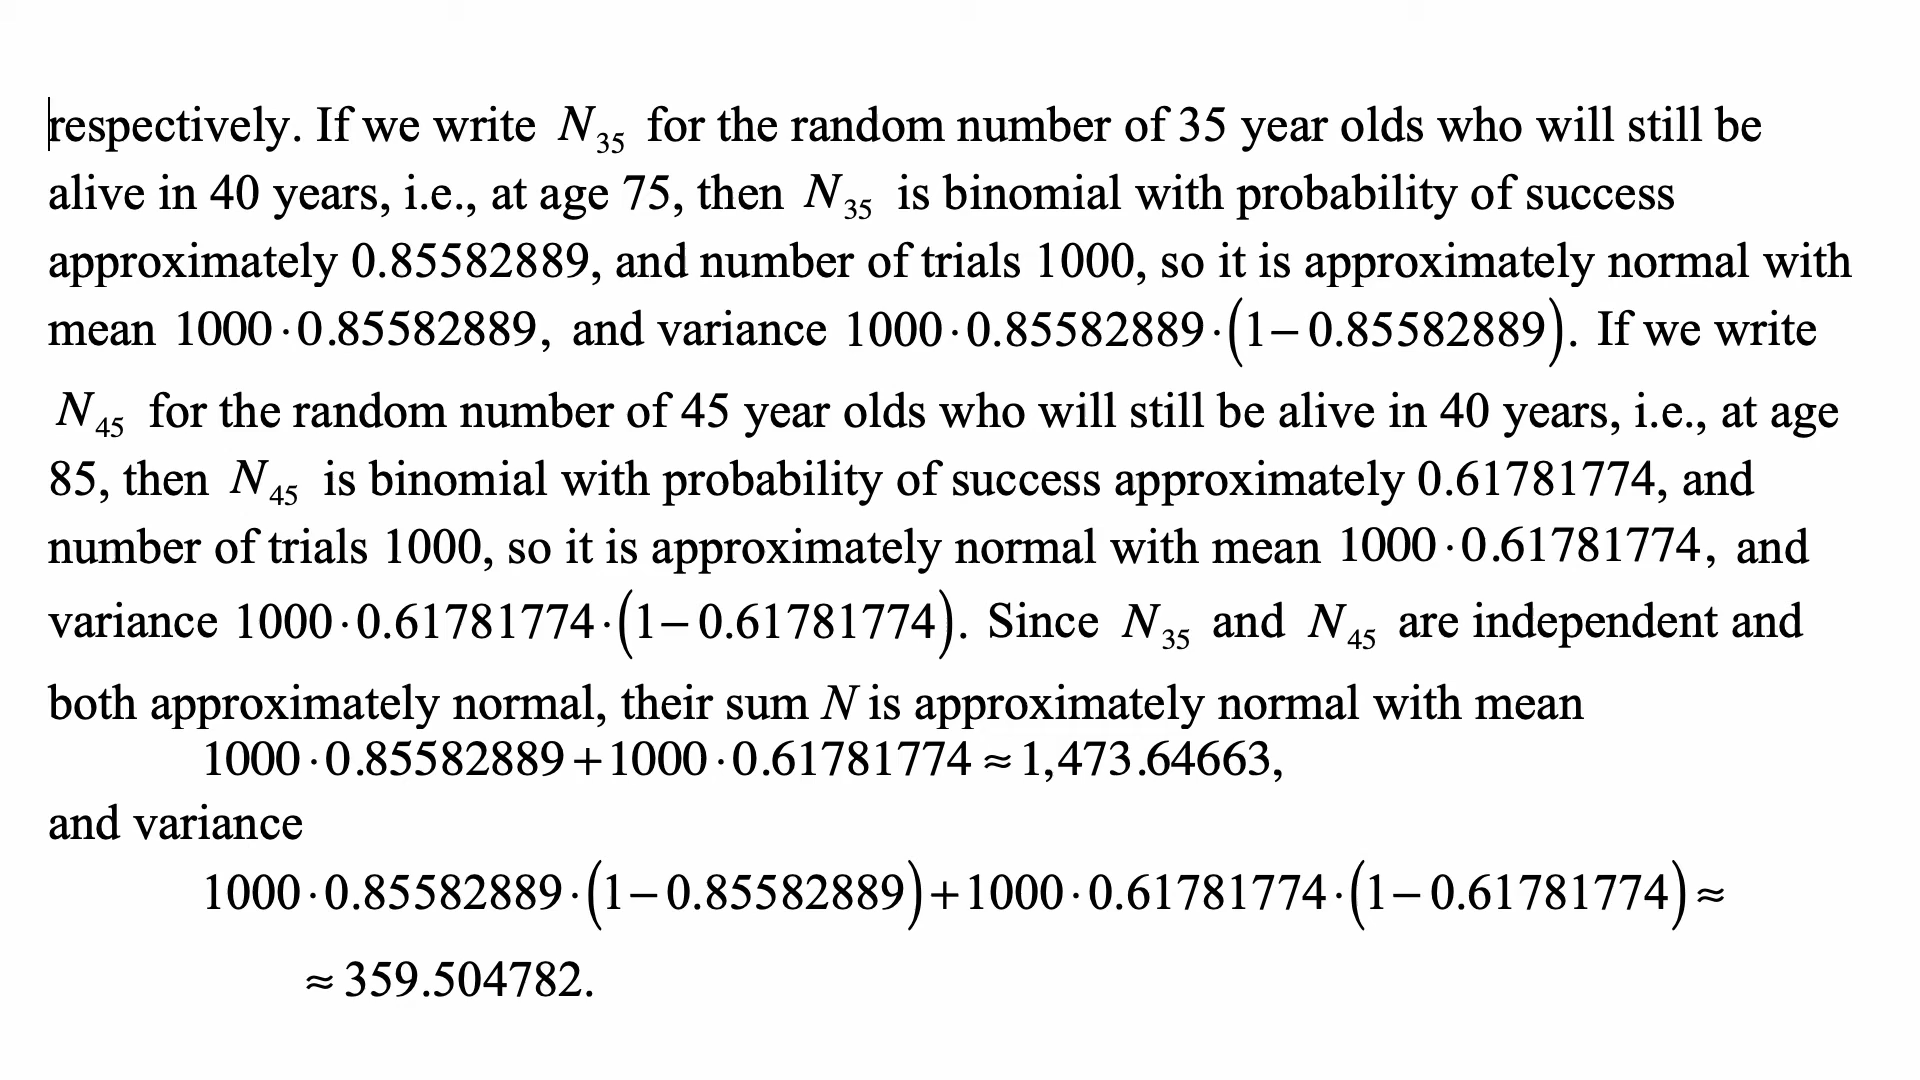 respectively. If we write N₃₅ for the random number of 35 year olds who will still be
alive in 40 years, i.e., at age 75, then N₃₅ is binomial with probability of success
approximately 0.85582889, and number of trials 1000, so it is approximately normal with
mean 1000·0.85582889, and variance 1000·0.85582889·(1−0.85582889). If we write
N₄₅ for the random number of 45 year olds who will still be alive in 40 years, i.e., at age
85, then N₄₅ is binomial with probability of success approximately 0.61781774, and
number of trials 1000, so it is approximately normal with mean 1000·0.61781774, and
variance 1000·0.61781774·(1−0.61781774). Since N₃₅ and N₄₅ are independent and
both approximately normal, their sum N is approximately normal with mean
1000·0.85582889+1000·0.61781774≈1,473.64663,
and variance
1000·0.85582889·(1−0.85582889)+1000·0.61781774·(1−0.61781774)≈
≈359.504782.